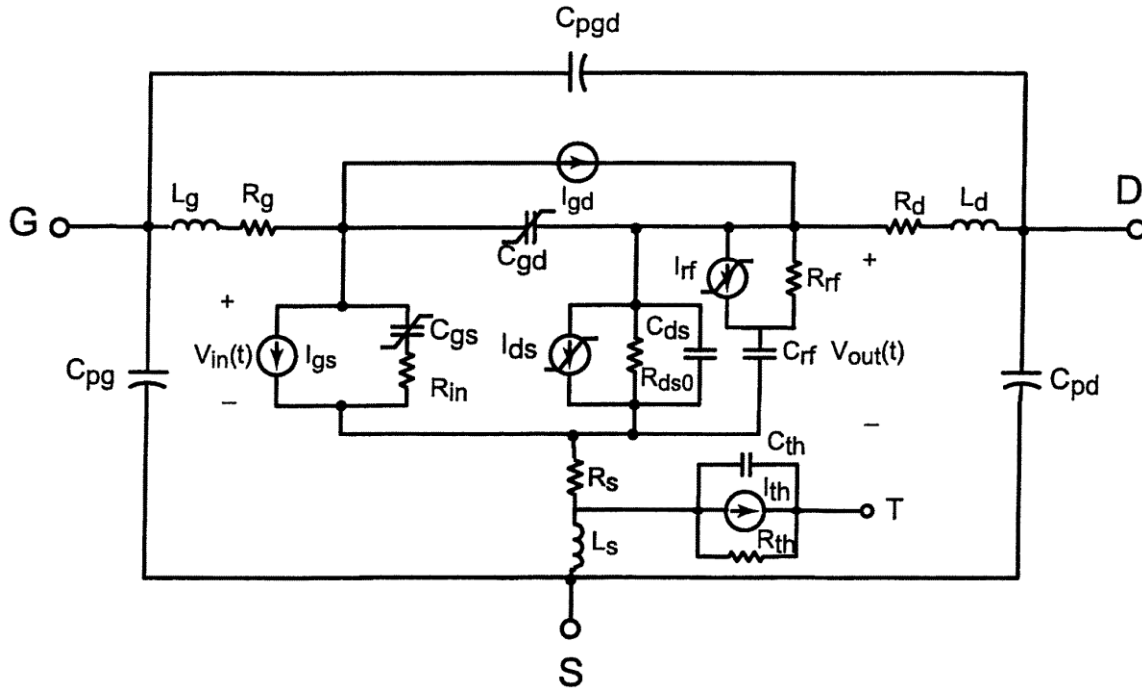 Cpgd
Lg
Rg
Igd
Rd
Ld
D
G
Cgd
Irf
Rrf
+
+
Cgs
Cds
Vin(t)
Igs
Ids
Crf
Vout(t)
Cpg
Rin
Rds0
Cpd
−
−
Cth
Rs
Ith
T
Ls
Rth
S